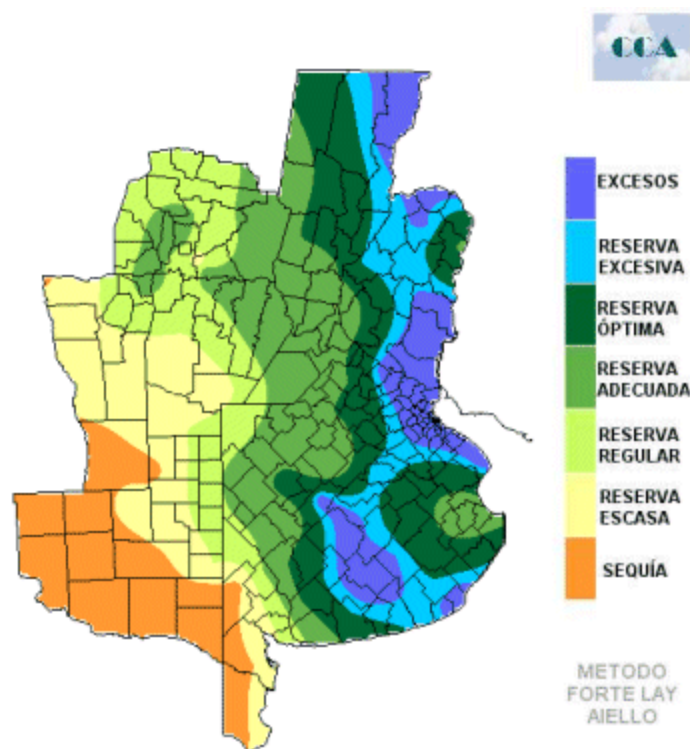 CCA
EXCESOS
RESERVA
EXCESIVA
RESERVA
ÓPTIMA
RESERVA
ADECUADA
RESERVA
REGULAR
RESERVA
ESCASA
SEQUÍA
METODO
FORTE LAY
AIELLO